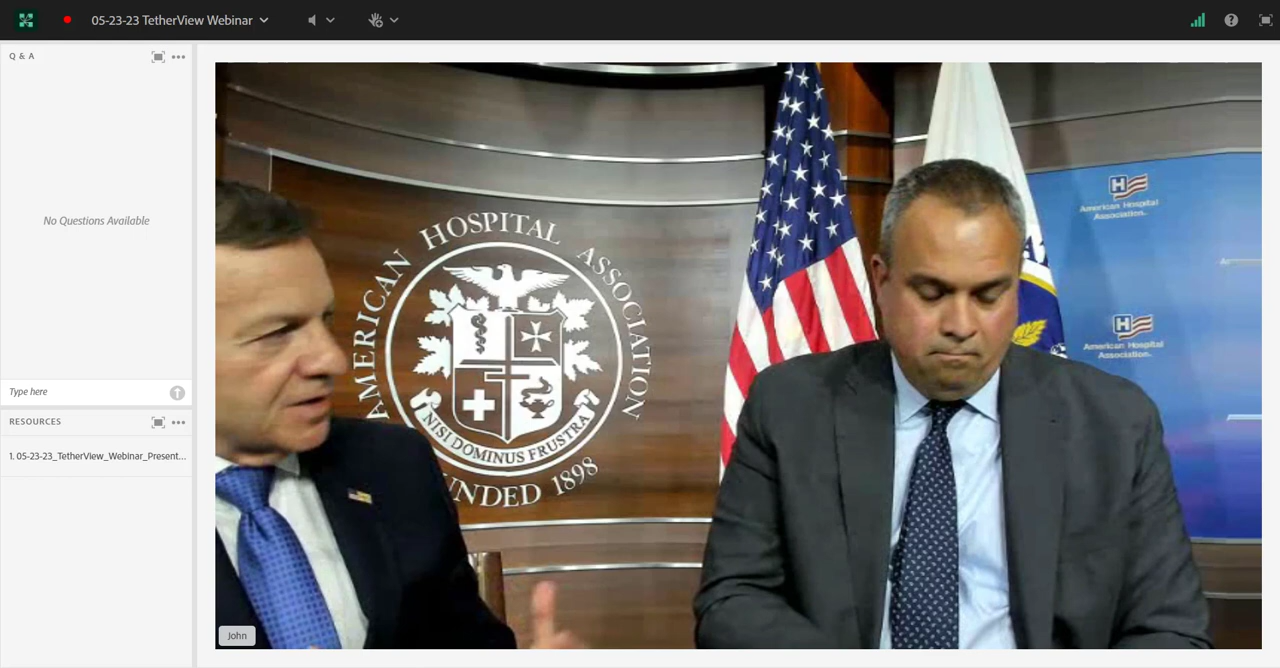 05-23-23 TetherView Webinar
Q & A
No Questions Available
Type here
RESOURCES
1. 05-23-23_TetherView_Webinar_Present...
AMERICAN HOSPITAL ASSOCIATION
NISI DOMINUS FRUSTRA
NDED 1898
H
American Hospital
Association
H
American Hospital
Association
John